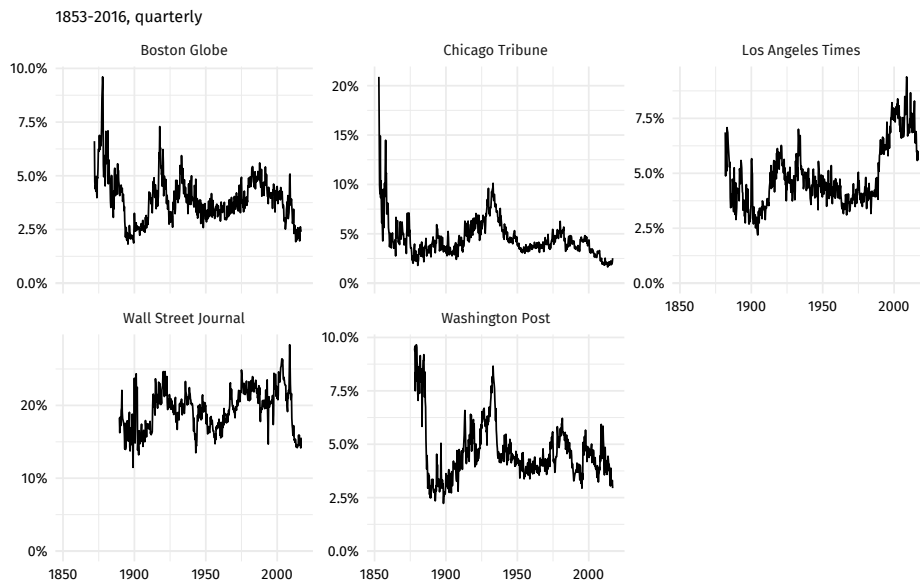 1853-2016, quarterly
Boston Globe
Chicago Tribune
Los Angeles Times
10.0%
7.5%
5.0%
2.5%
0.0%
20%
15%
10%
5%
0%
7.5%
5.0%
2.5%
0.0%
1850 1900 1950 2000
Wall Street Journal
Washington Post
20%
10%
0%
10.0%
7.5%
5.0%
2.5%
0.0%
1850 1900 1950 2000
1850 1900 1950 2000